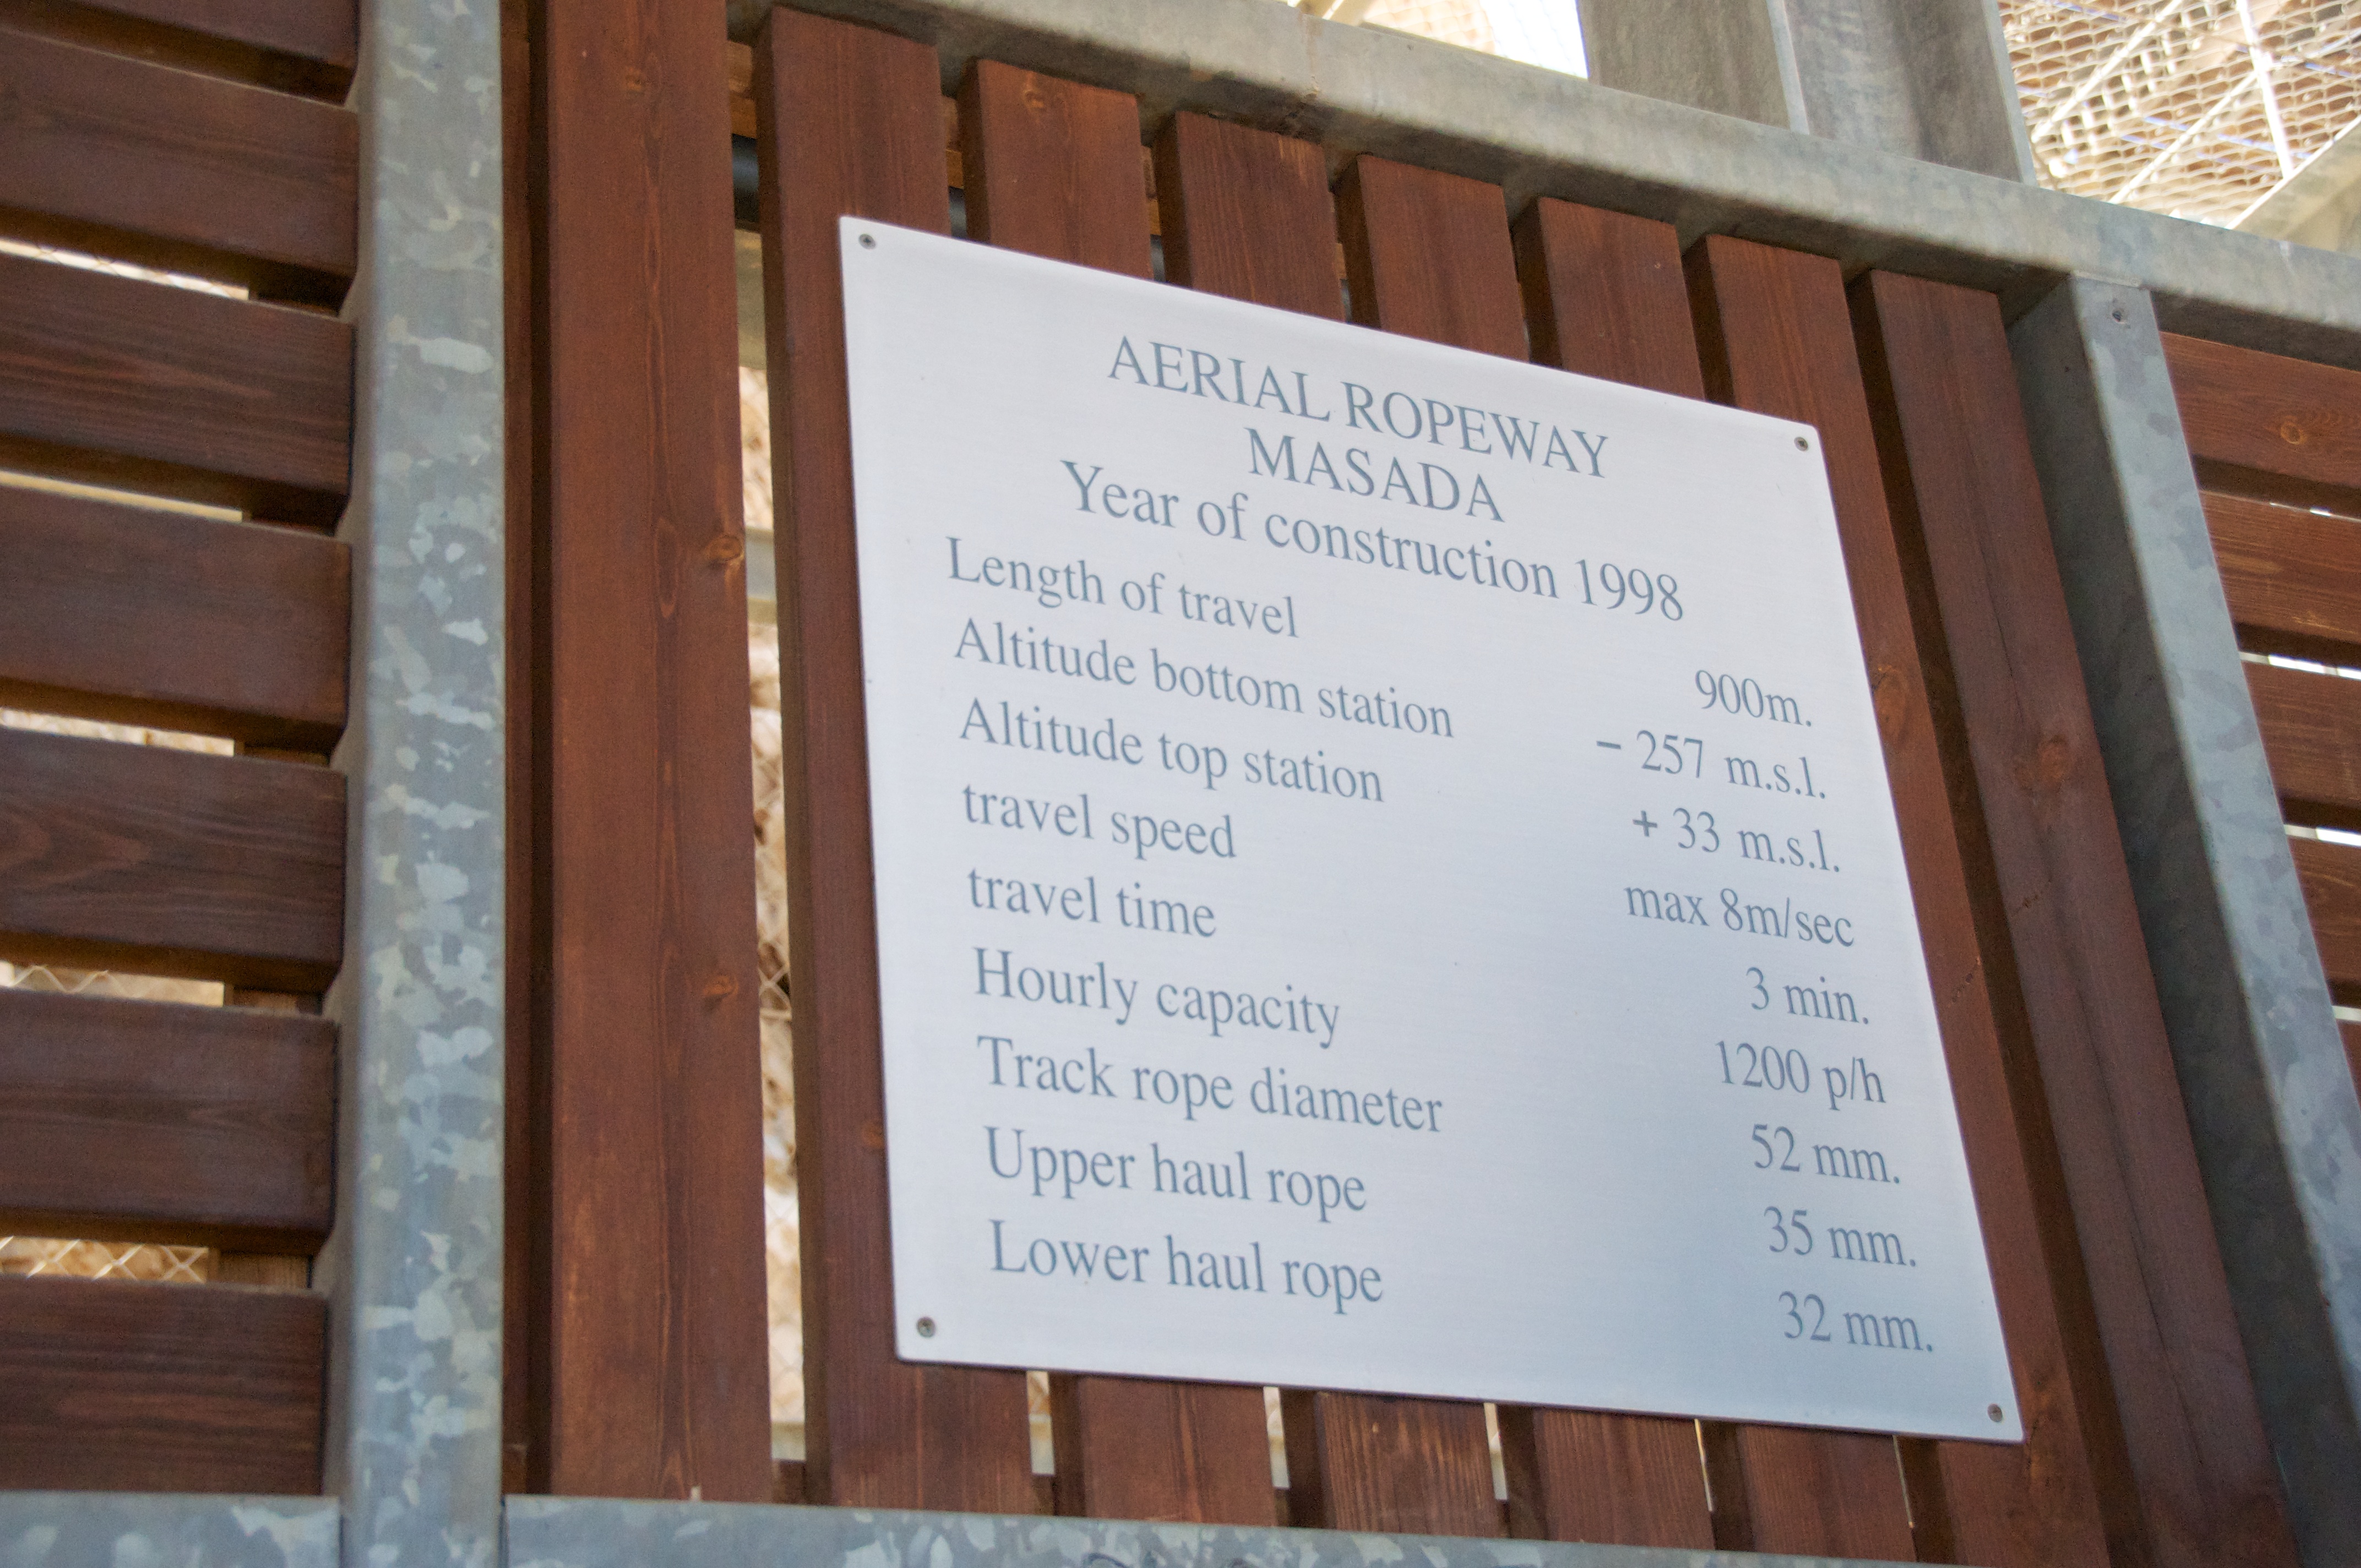 AERIAL ROPEWAY
MASADA
Year of construction 1998
Length of travel 900m.
Altitude bottom station – 257 m.s.l.
Altitude top station + 33 m.s.l.
travel speed max 8m/sec
travel time 3 min.
Hourly capacity 1200 p/h
Track rope diameter 52 mm.
Upper haul rope 35 mm.
Lower haul rope 32 mm.